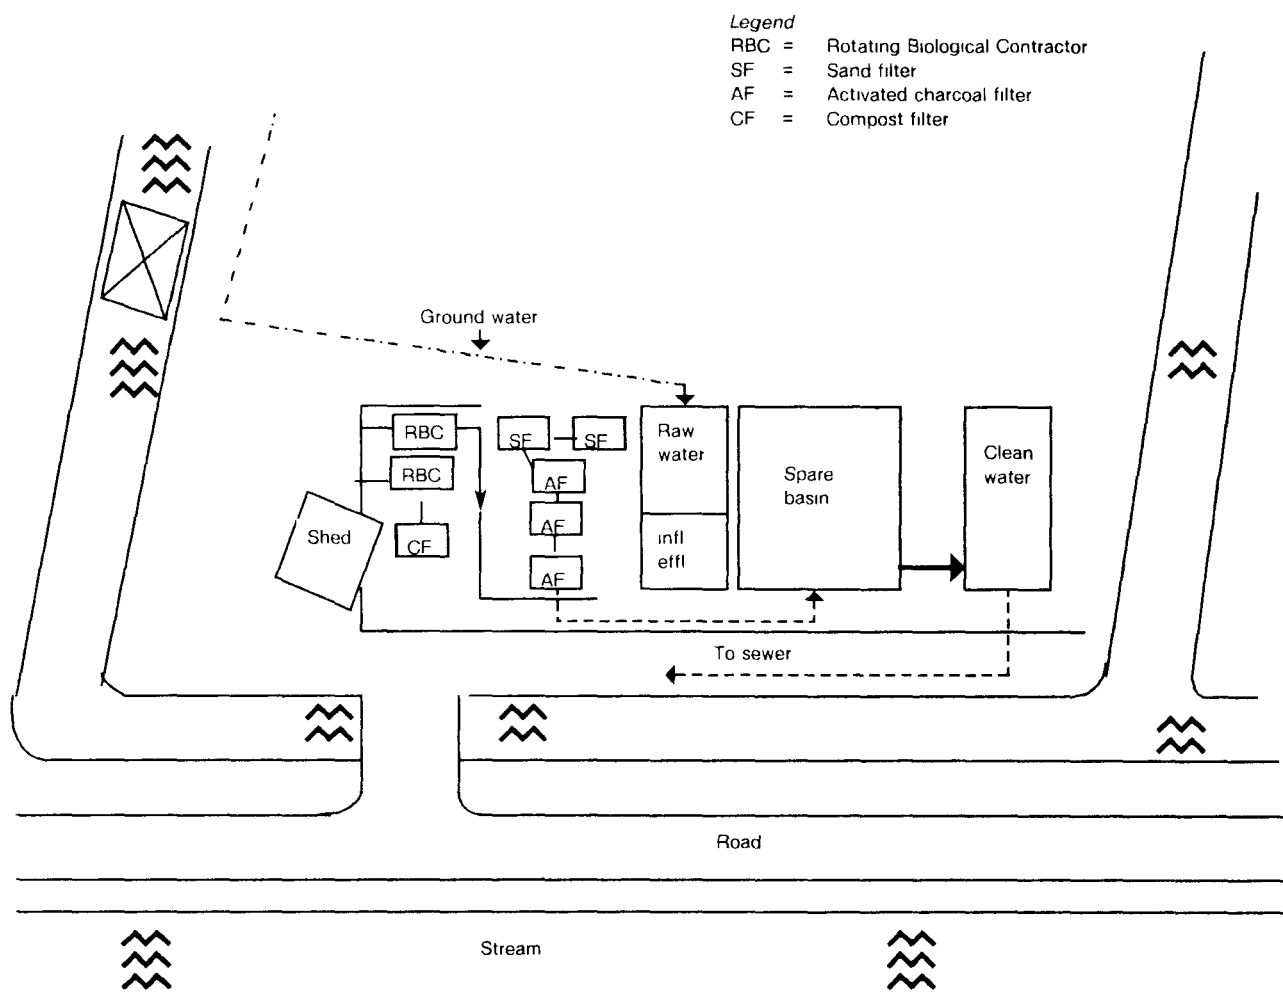 Legend
RBC = Rotating Biological Contractor
SF = Sand filter
AF = Activated charcoal filter
CF = Compost filter
Ground water
RBC
SF
SF
Raw
water
Clean
water
RBC
AF
Spare
basin
Shed
CF
AF
infl
effl
AF
To sewer
Road
Stream